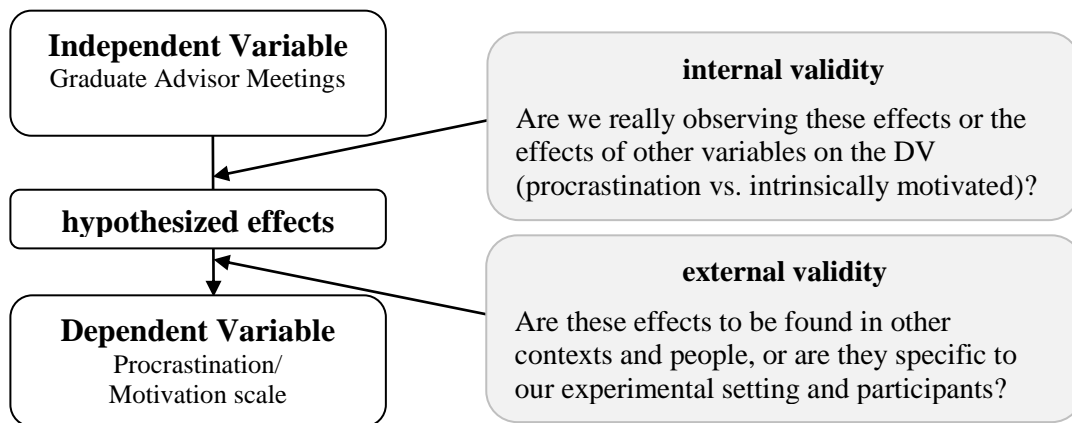 Independent Variable
Graduate Advisor Meetings
hypothesized effects
Dependent Variable
Procrastination/
Motivation scale
internal validity
Are we really observing these effects or the
effects of other variables on the DV
(procrastination vs. intrinsically motivated)?
external validity
Are these effects to be found in other
contexts and people, or are they specific to
our experimental setting and participants?